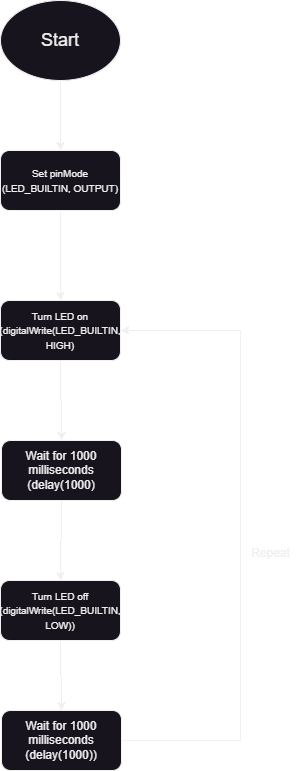 Start
Set pinMode
(LED_BUILTIN, OUTPUT)
Turn LED on
(digitalWrite(LED_BUILTIN,
HIGH)
Wait for 1000
milliseconds
(delay(1000)
Repeat
Turn LED off
(digitalWrite(LED_BUILTIN,
LOW))
Wait for 1000
milliseconds
(delay(1000))